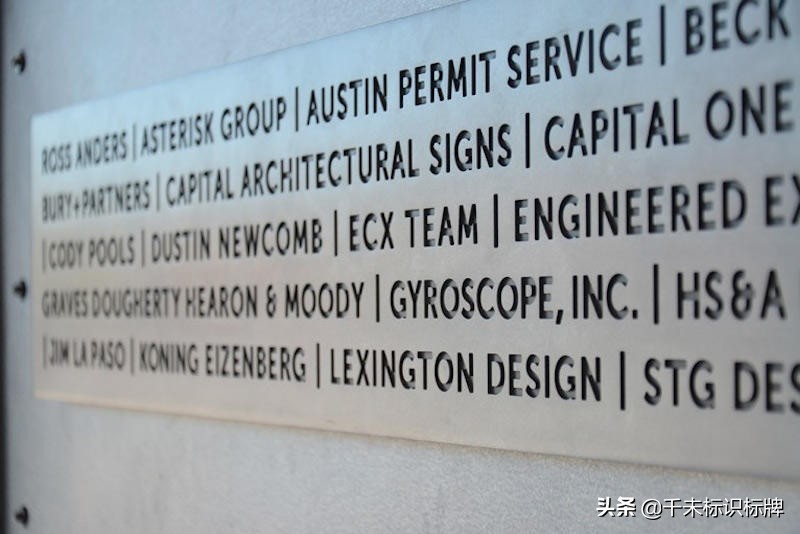 ROSS ANDERS | ASTERISK GROUP | AUSTIN PERMIT SERVICE | BECK
BURY+PARTNERS | CAPITAL ARCHITECTURAL SIGNS | CAPITAL ONE
| CODY POOLS | DUSTIN NEWCOMB | ECX TEAM | ENGINEERED EX
GRAVES DOUGHERTY HEARON & MOODY | GYROSCOPE, INC. | HS&A
| JIM LA PASO | KONING EIZENBERG | LEXINGTON DESIGN | STG DES
头条 @千未标识标牌